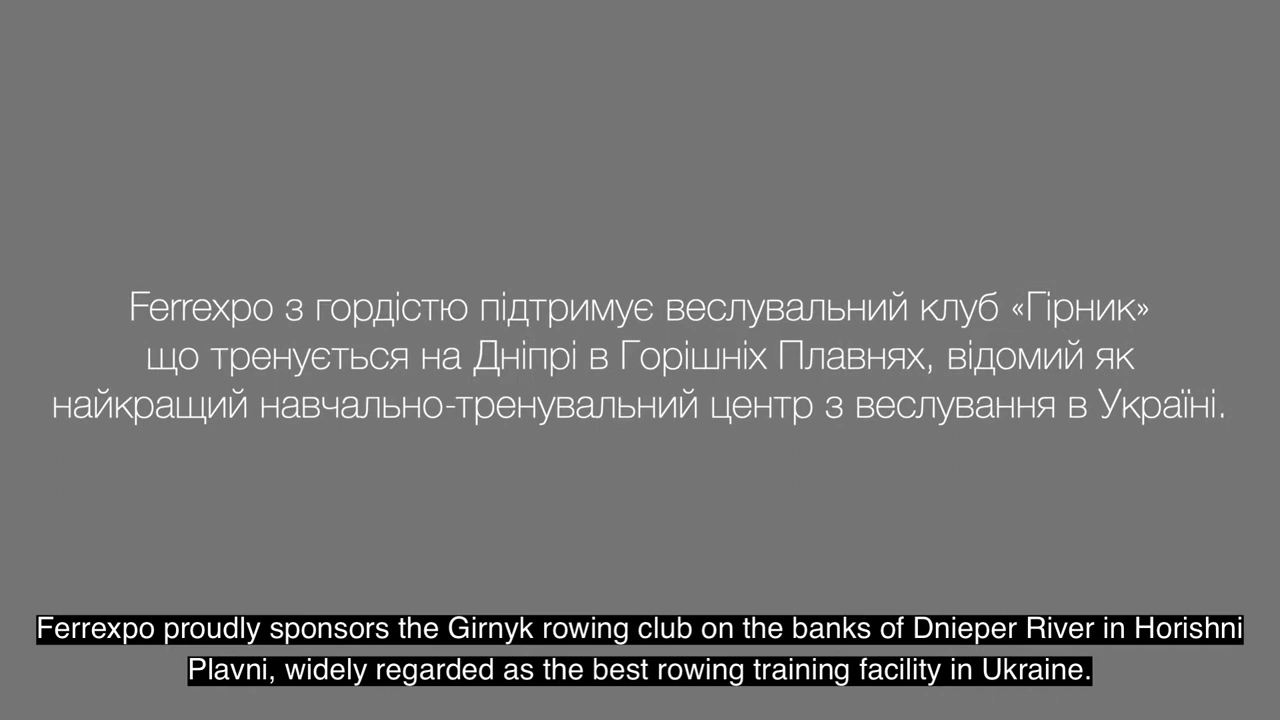 Ferrexpo з гордістю підтримує веслувальний клуб «Гірник»
що тренується на Дніпрі в Горішніх Плавнях, відомий як
найкращий навчально-тренувальний центр з веслування в Україні.
Ferrexpo proudly sponsors the Girnyk rowing club on the banks of Dnieper River in Horishni
Plavni, widely regarded as the best rowing training facility in Ukraine.